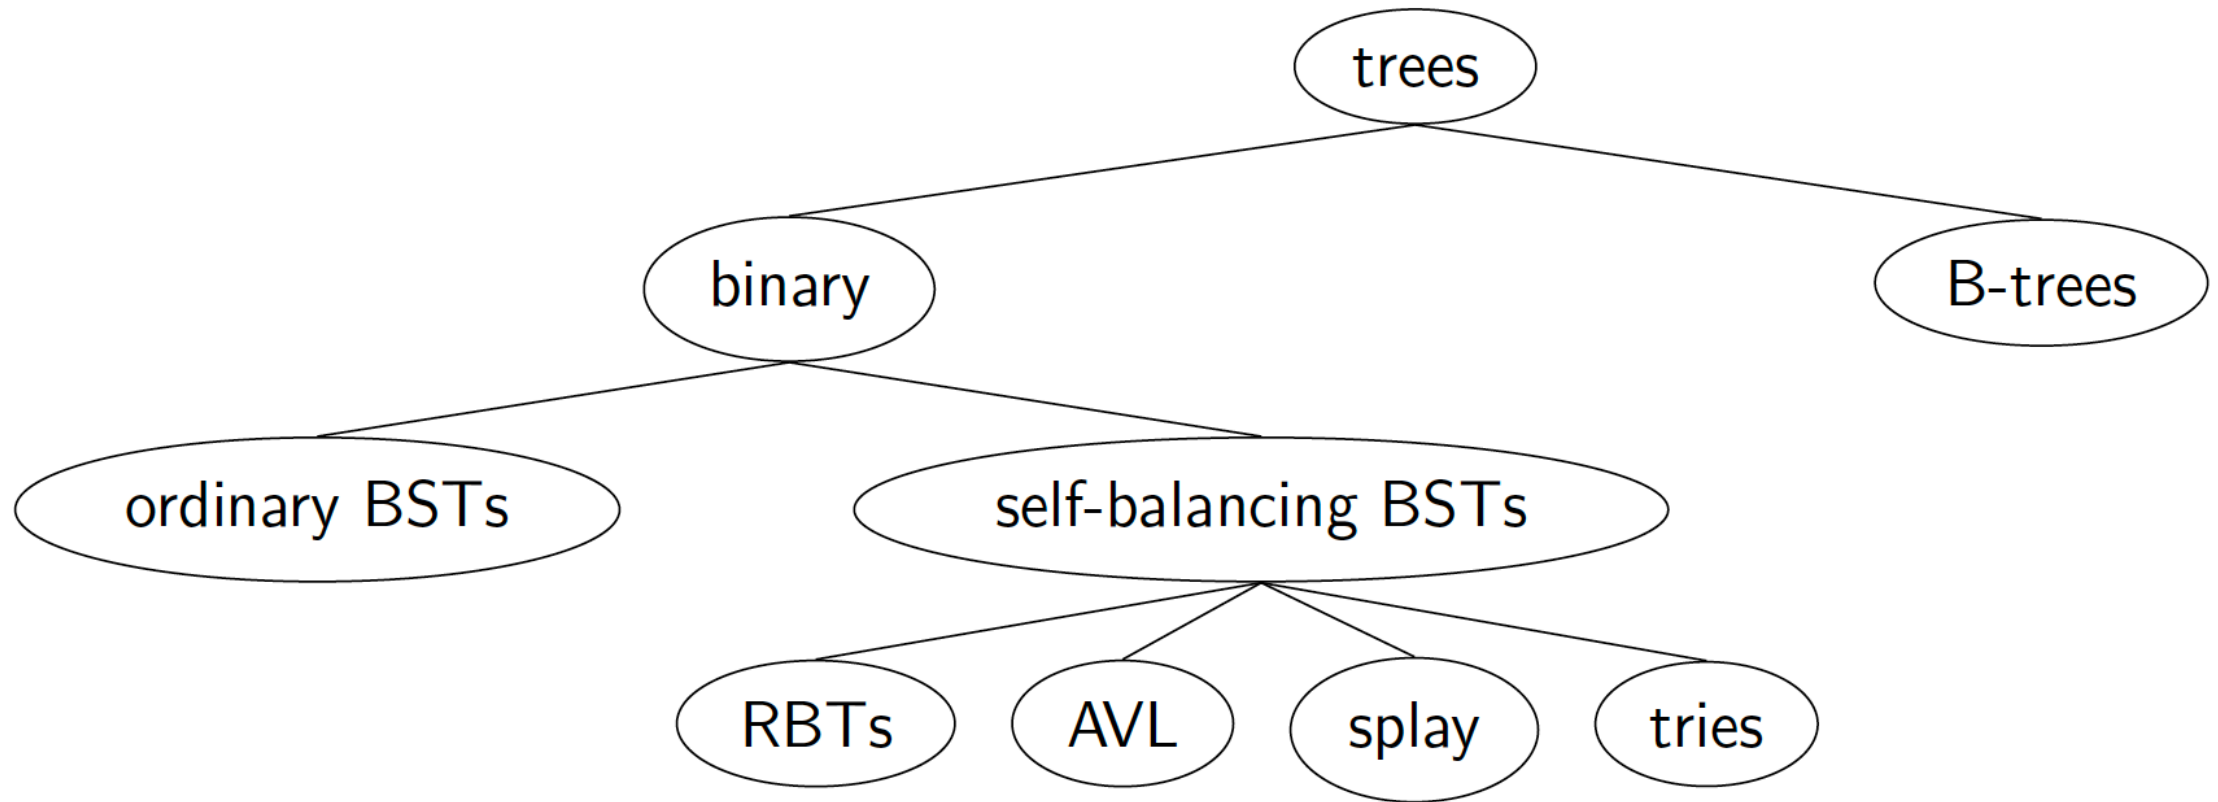 trees
binary
B-trees
ordinary BSTs
self-balancing BSTs
RBTs
AVL
splay
tries